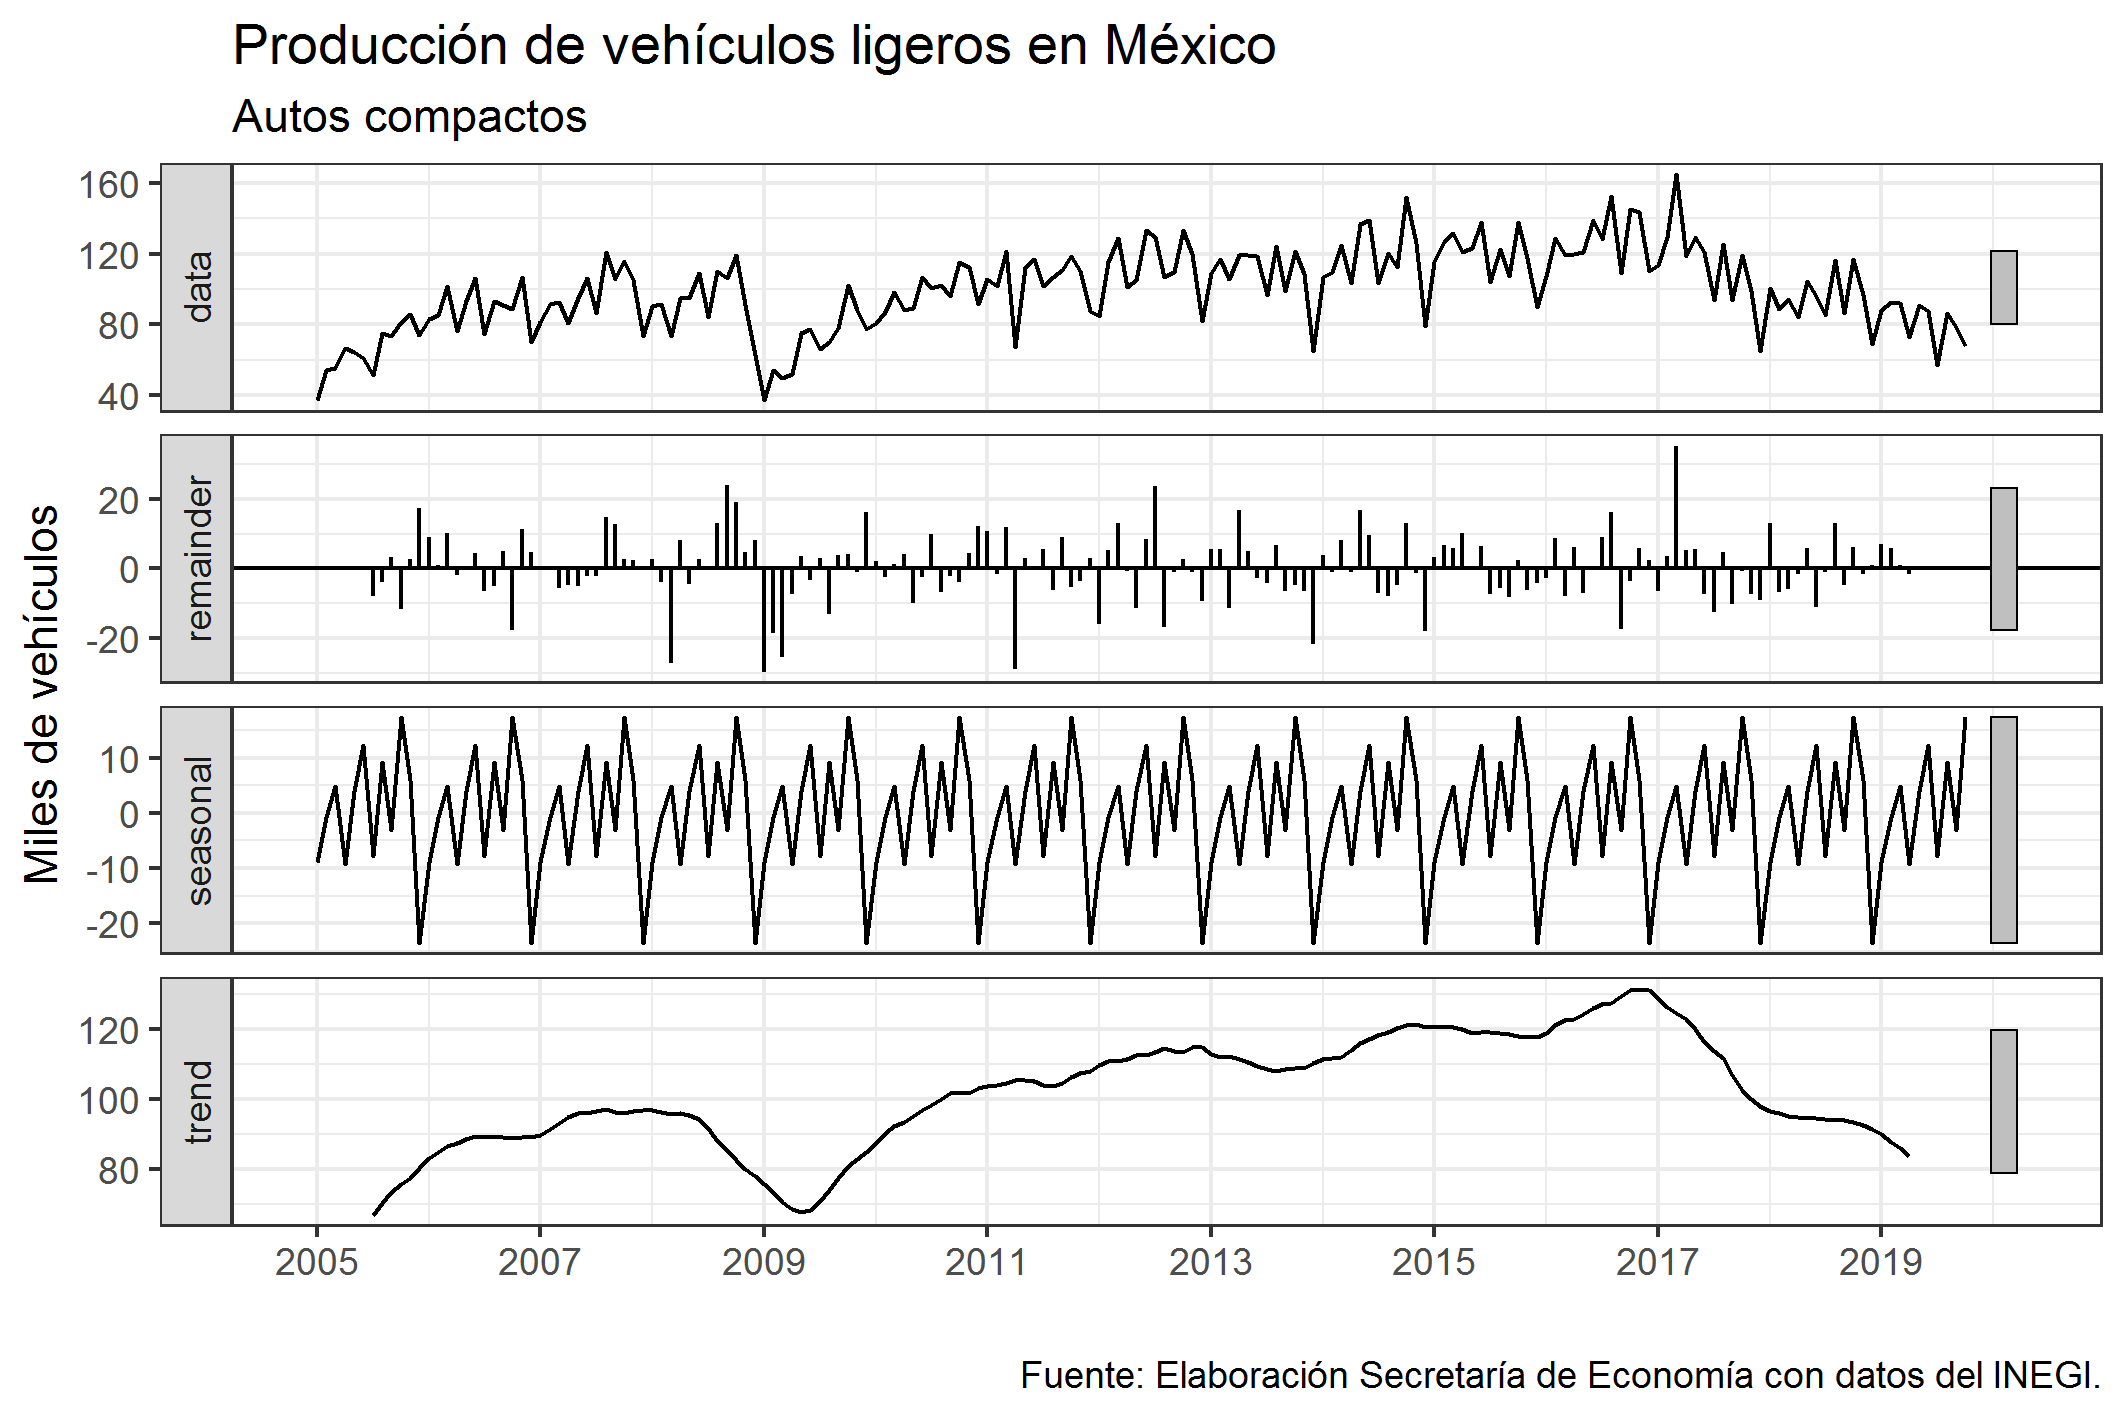 Producción de vehículos ligeros en México
Autos compactos
Miles de vehículos
data
160
120
80
40
remainder
20
0
-20
seasonal
10
0
-10
-20
trend
120
100
80
2005 2007 2009 2011 2013 2015 2017 2019
Fuente: Elaboración Secretaría de Economía con datos del INEGI.